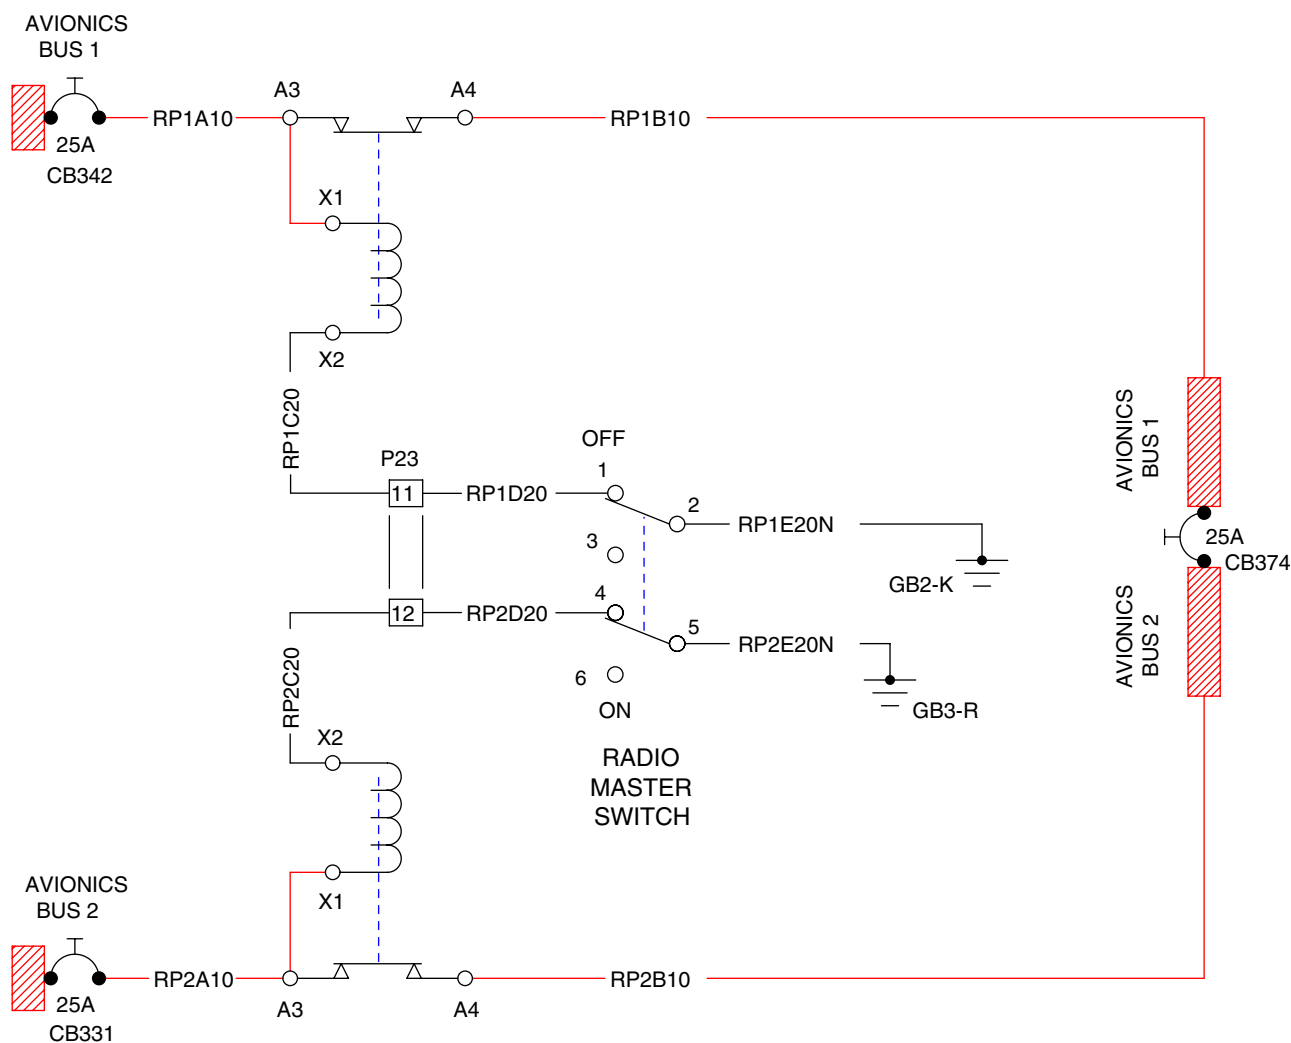 AVIONICS
BUS 1
25A
CB342
RP1A10
A3
A4
RP1B10
X1
X2
RP1C20
P23
11
RP1D20
OFF
1
2
RP1E20N
GB2-K
3
12
RP2D20
4
5
RP2E20N
GB3-R
6
ON
RADIO
MASTER
SWITCH
AVIONICS
BUS 1
25A
CB374
AVIONICS
BUS 2
RP2C20
X2
X1
AVIONICS
BUS 2
25A
CB331
RP2A10
A3
A4
RP2B10